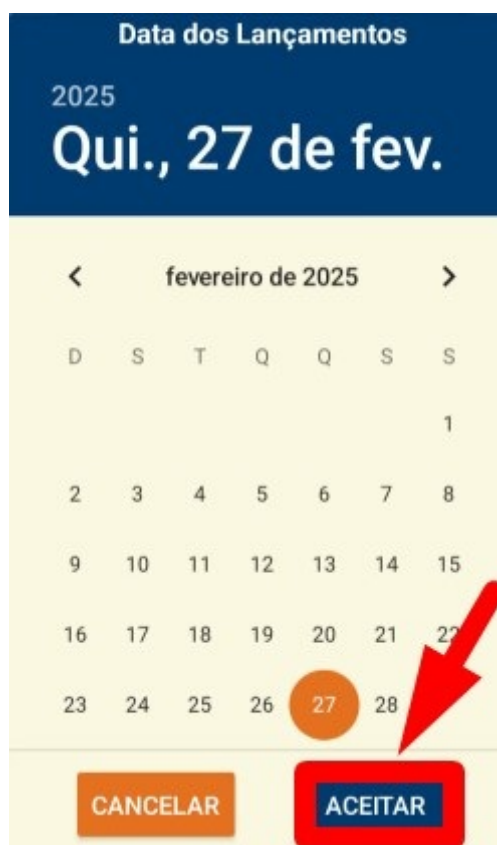 Data dos Lançamentos
2025
Qui., 27 de fev.
fevereiro de 2025
D S T Q Q S S
1
2 3 4 5 6 7 8
9 10 11 12 13 14 15
16 17 18 19 20 21 22
23 24 25 26 27 28
CANCELAR ACEITAR